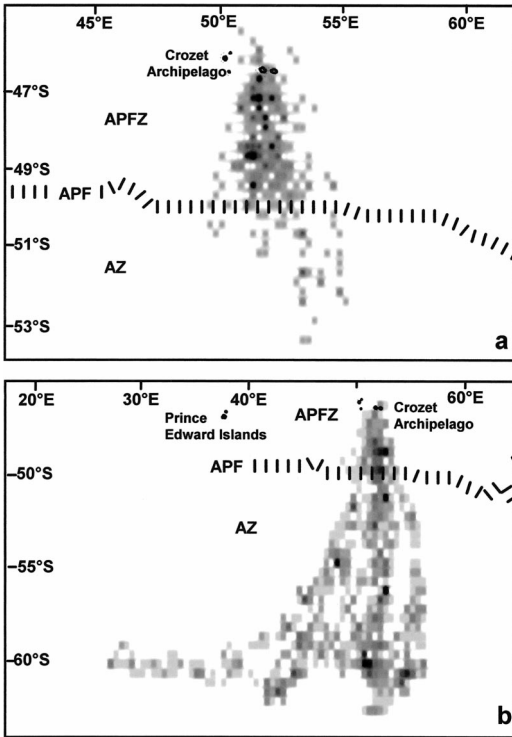 45°E 50°E 55°E 60°E
Crozet
Archipelago
47°S
APFZ
49°S
APF
51°S
AZ
53°S
a
20°E 30°E 40°E 60°E
Prince
Edward Islands
APFZ
Crozet
Archipelago
APF
50°S
AZ
55°S
60°S
b